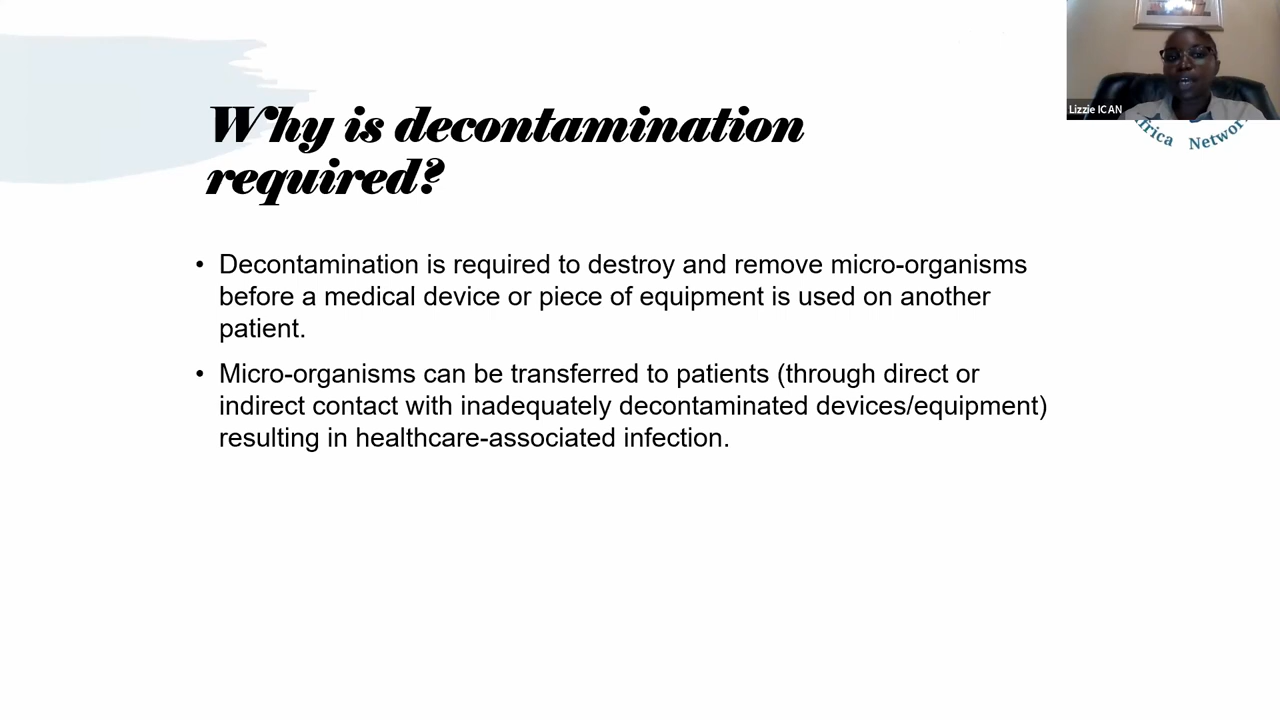 Why is decontamination
required?
• Decontamination is required to destroy and remove micro-organisms
before a medical device or piece of equipment is used on another
patient.
• Micro-organisms can be transferred to patients (through direct or
indirect contact with inadequately decontaminated devices/equipment)
resulting in healthcare-associated infection.
Lizzie ICAN
frica Network